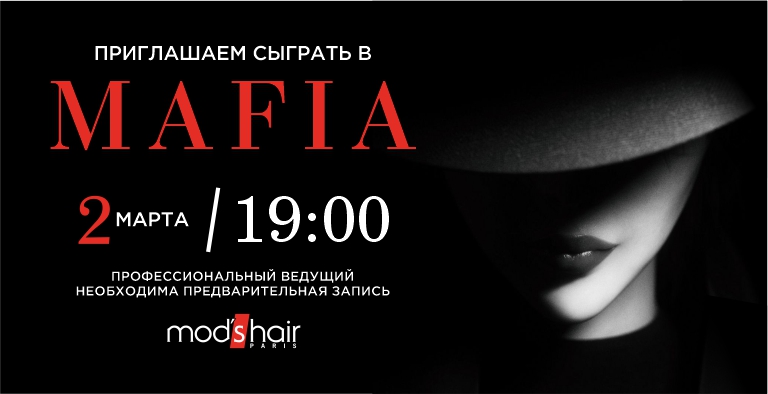 ПРИГЛАШАЕМ СЫГРАТЬ В
MAFIA
2 МАРТА / 19:00
ПРОФЕССИОНАЛЬНЫЙ ВЕДУЩИЙ
НЕОБХОДИМА ПРЕДВАРИТЕЛЬНАЯ ЗАПИСЬ
mod's hair
PARIS